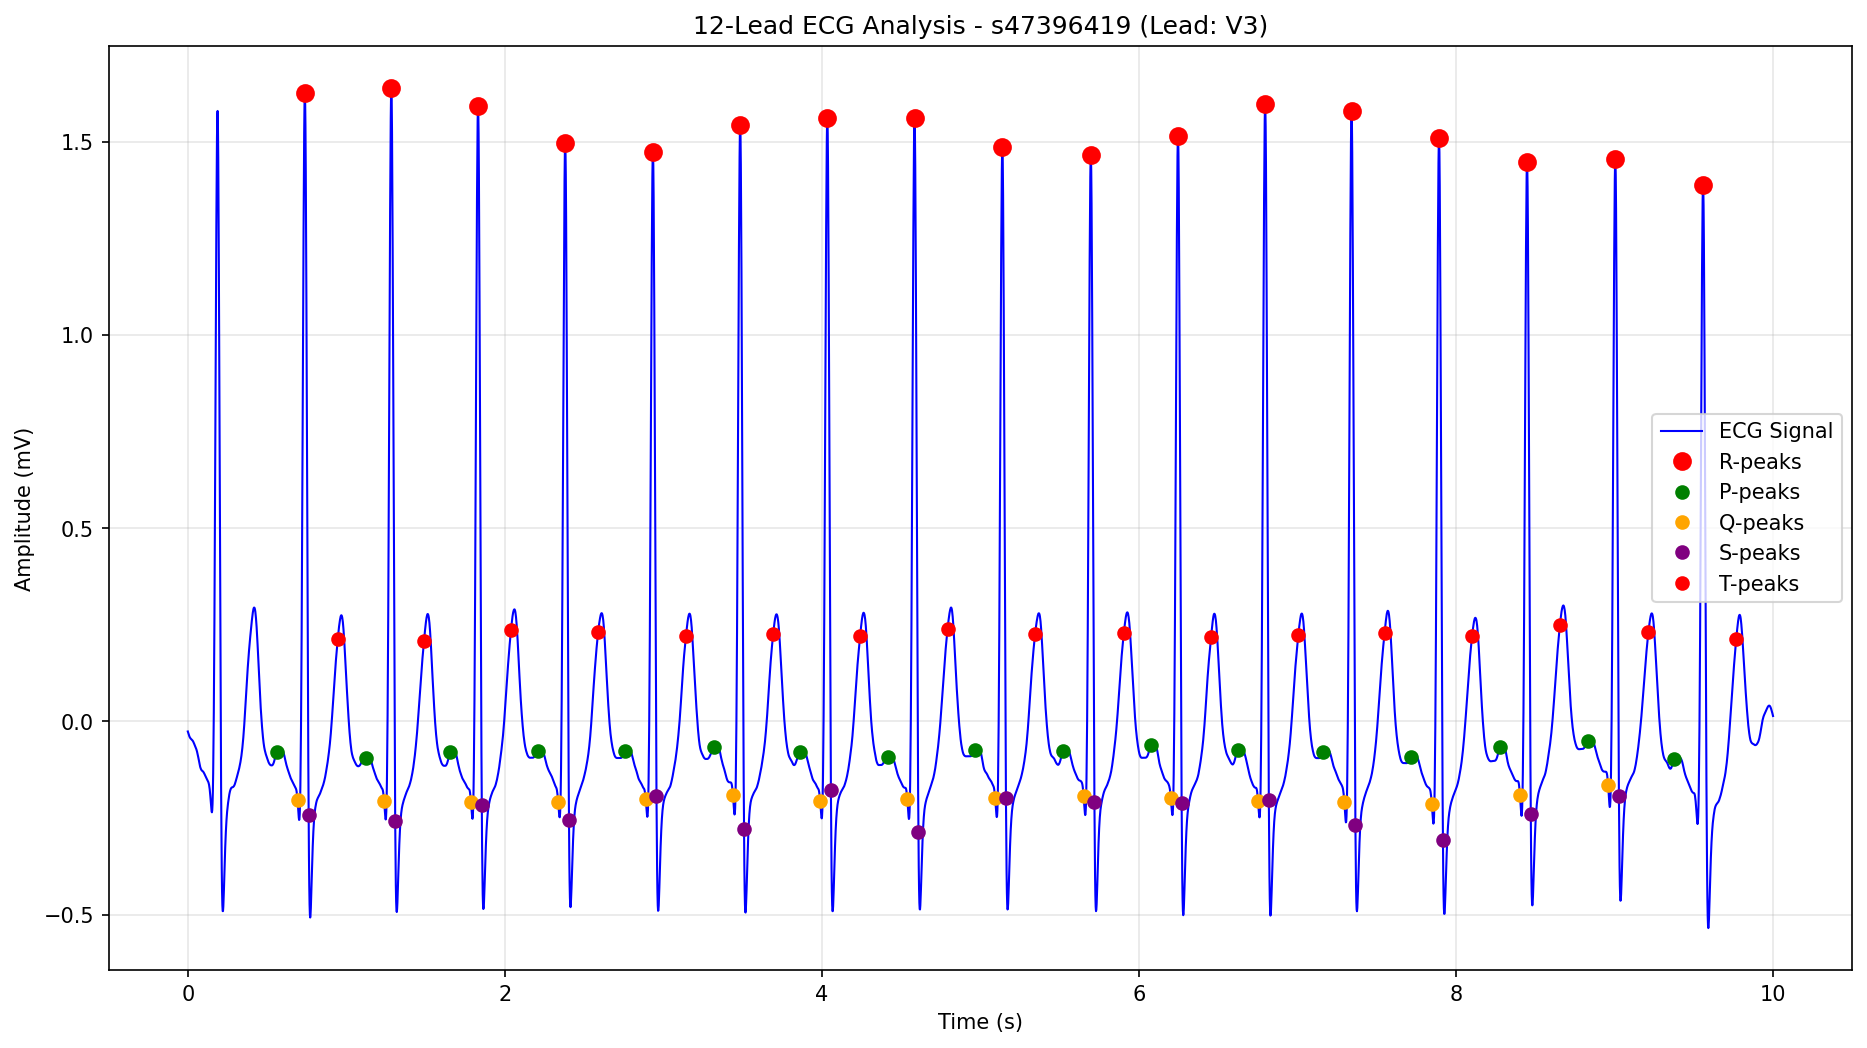 12-Lead ECG Analysis - s47396419 (Lead: V3)
Amplitude (mV)
1.5
1.0
0.5
0.0
−0.5
ECG Signal
R-peaks
P-peaks
Q-peaks
S-peaks
T-peaks
0 2 4 6 8 10
Time (s)